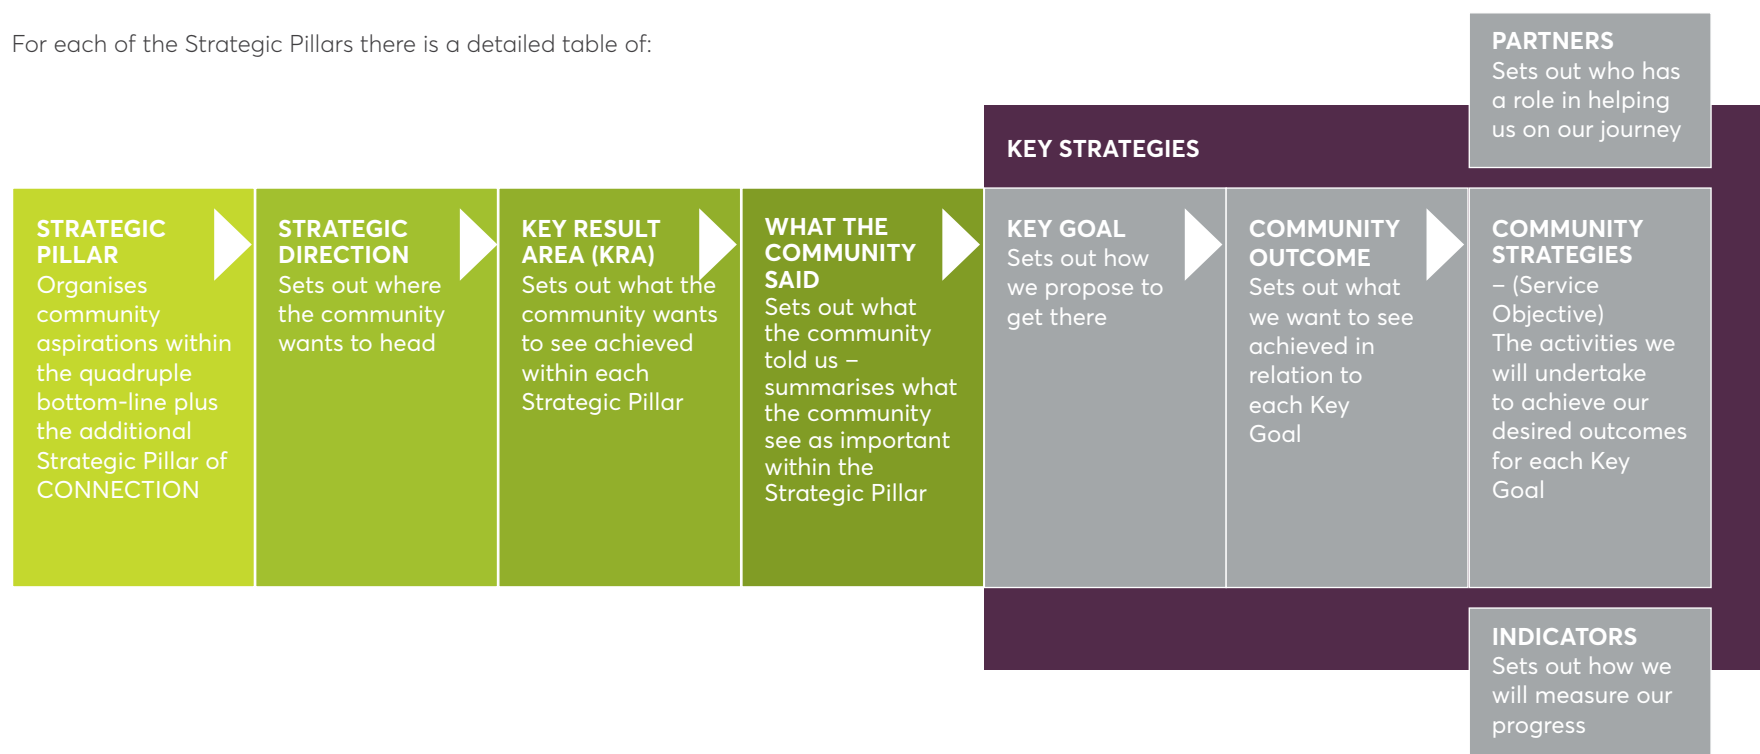 For each of the Strategic Pillars there is a detailed table of:
PARTNERS
Sets out who has
a role in helping
us on our journey
KEY STRATEGIES
STRATEGIC
PILLAR
Organises
community
aspirations within
the quadruple
bottom-line plus
the additional
Strategic Pillar of
CONNECTION
STRATEGIC
DIRECTION
Sets out where
the community
wants to head
KEY RESULT
AREA (KRA)
Sets out what the
community wants
to see achieved
within each
Strategic Pillar
WHAT THE
COMMUNITY
SAID
Sets out what
the community
told us –
summarises what
the community
see as important
within the
Strategic Pillar
KEY GOAL
Sets out how
we propose to
get there
COMMUNITY
OUTCOME
Sets out what
we want to see
achieved in
relation to
each Key
Goal
COMMUNITY
STRATEGIES
– (Service
Objective)
The activities we
will undertake
to achieve our
desired outcomes
for each Key
Goal
INDICATORS
Sets out how we
will measure our
progress